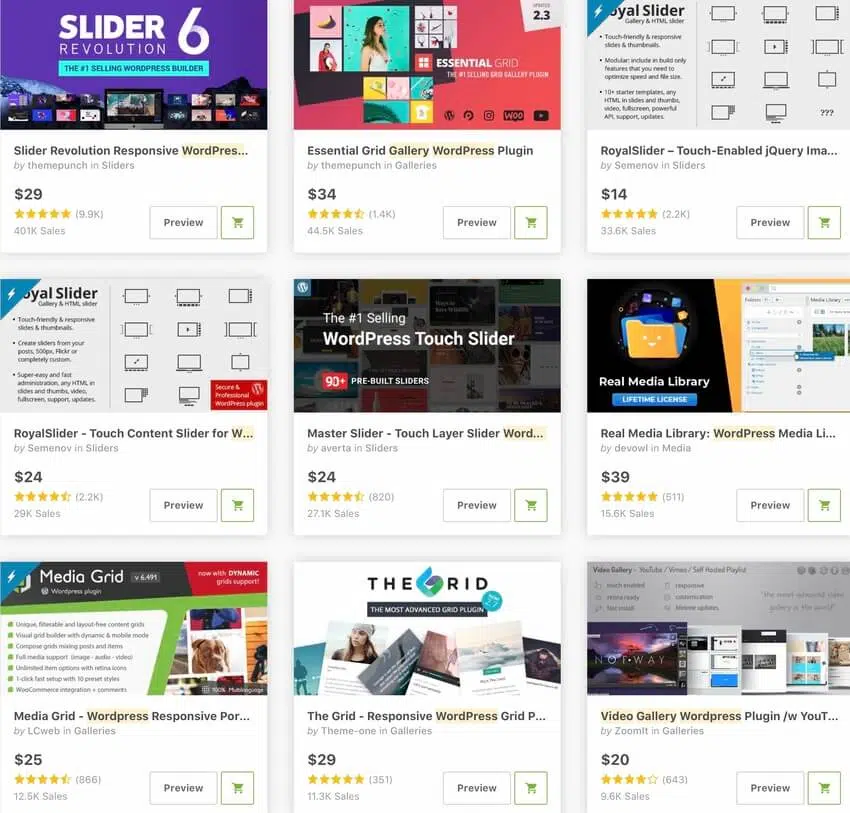 SLIDER 6
REVOLUTION
THE #1 SELLING WORDPRESS BUILDER
Slider Revolution Responsive WordPres...
by themepunch in Sliders
$29
(9.9K)
401K Sales
Preview
UPDATED
2.3
ESSENTIAL GRID
THE #1 SELLING GRID GALLERY PLUGIN
WOO
Essential Grid Gallery WordPress Plugin
by themepunch in Galleries
$34
(1.4K)
44.5K Sales
Preview
Royal Slider
Gallery & HTML slider
• Touch-friendly & responsive
slides & thumbnails.
• Modular: include in build only
features that you need to
optimize speed and file size.
• 10+ starter templates, any
HTML in slides and thumbs,
video, fullscreen, powerful
API, support, updates.
???
RoyalSlider – Touch-Enabled jQuery Ima...
by Semenov in Sliders
$14
(2.2K)
33.6K Sales
Preview
oyal Slider
Gallery & HTML slider
• Touch-friendly & responsive
slides & thumbnails.
• Create sliders from your
posts, 500px, Flickr or
completely custom.
• Super-easy and fast
administration, any HTML in
slides and thumbs, video,
fullscreen, support, updates.
Secure &
Professional
WordPress plugin
RoyalSlider - Touch Content Slider for W...
by Semenov in Sliders
$24
(2.2K)
29K Sales
Preview
The #1 Selling
WordPress Touch Slider
90+ PRE-BUILT SLIDERS
Master Slider - Touch Layer Slider Word...
by averta in Sliders
$24
(820)
27.1K Sales
Preview
Real Media Library
LIFETIME LICENSE
Folders
Media Library
Real Media Library: WordPress Media Li...
by devowl in Media
$39
(511)
15.6K Sales
Preview
Media Grid v 6.491
Wordpress plugin
now with DYNAMIC
grids support!
Unique, filterable and layout-free content grids
Visual grid builder with dynamic & mobile mode
Compose grids mixing posts and items
Full media support (image - audio - video)
Unlimited item options with retina icons
1-click fast setup with 10 preset styles
WooCommerce integration + comments
100% Multilanguage
Media Grid - Wordpress Responsive Por...
by LCweb in Galleries
$25
(866)
12.5K Sales
Preview
THE GRID
THE MOST ADVANCED GRID PLUGIN
2.7
The Grid - Responsive WordPress Grid P...
by Theme-one in Galleries
$29
(351)
11.3K Sales
Preview
Video Gallery - YouTube / Vimeo / Self Hosted Playlist
touch enabled
responsive
retina ready
customization
fast install
lifetime updates
"the most advanced video
gallery in the world"
NORWAY
Video Gallery Wordpress Plugin /w YouT...
by ZoomIt in Galleries
$20
(643)
9.6K Sales
Preview